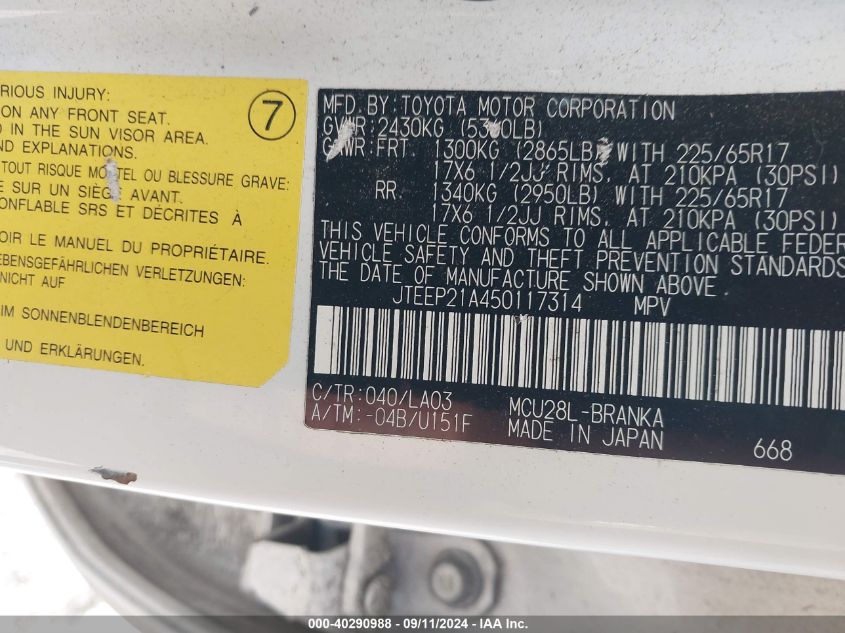 RIOUS INJURY:
ON ANY FRONT SEAT.
IN THE SUN VISOR AREA.
ND EXPLANATIONS.
TOUT RISQUE MORTEL OU BLESSURE GRAVE:
E SUR UN SIÈGE AVANT.
ONFLABLE SRS ET DÉCRITES À
OIR LE MANUEL DU PROPRIÉTAIRE.
EBENSGEFÄHRLICHEN VERLETZUNGEN:
NICHT AUF
IM SONNENBLENDENBEREICH
UND ERKLÄRUNGEN.
7
MFD. BY: TOYOTA MOTOR CORPORATION
GVWR: 2430KG
GAWR: FRT 1300KG (2865LB) WITH 225/65R17
17X6 1/2JJ RIMS, AT 210KPA (30PSI)
RR 1340KG (2950LB) WITH 225/65R17
17X6 1/2JJ RIMS, AT 210KPA (30PSI)
THIS VEHICLE CONFORMS TO ALL APPLICABLE FEDER
VEHICLE SAFETY AND THEFT PREVENTION STANDARDS
THE DATE OF MANUFACTURE SHOWN ABOVE.
JTEEP21A450117314 MPV
C/TR: 040/LA03 MCU28L-BRANKA
A/TM: -04B/U151F MADE IN JAPAN 668
000-40290988 - 09/11/2024 - IAA Inc.